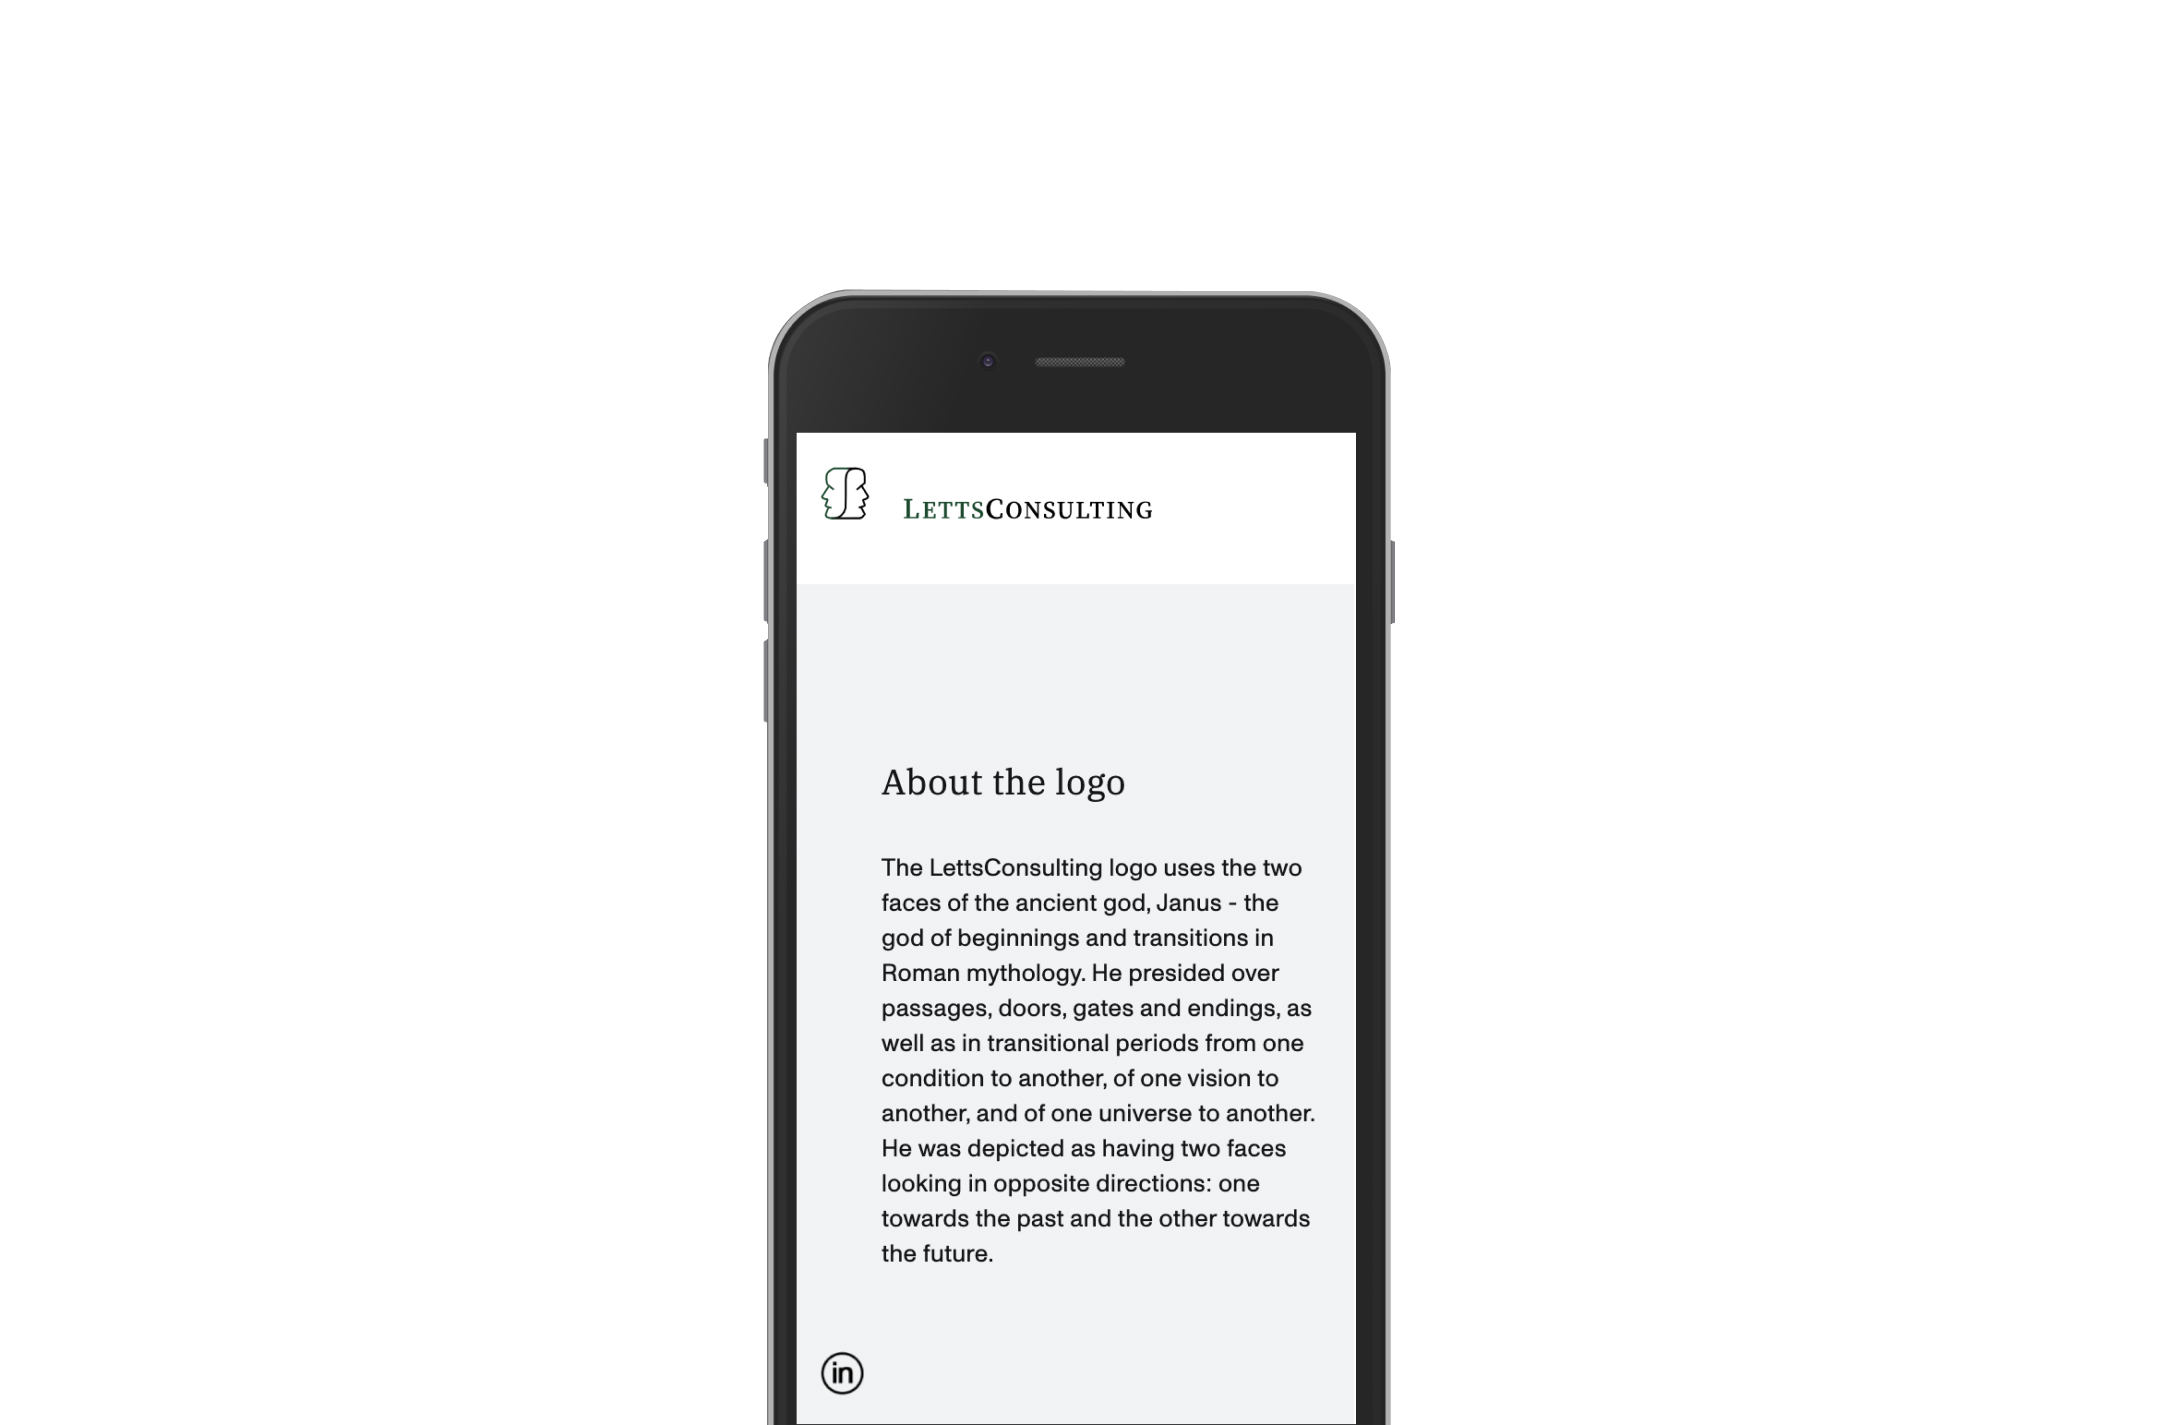 LETTSCONSULTING
About the logo
The LettsConsulting logo uses the two
faces of the ancient god, Janus - the
god of beginnings and transitions in
Roman mythology. He presided over
passages, doors, gates and endings, as
well as in transitional periods from one
condition to another, of one vision to
another, and of one universe to another.
He was depicted as having two faces
looking in opposite directions: one
towards the past and the other towards
the future.
in